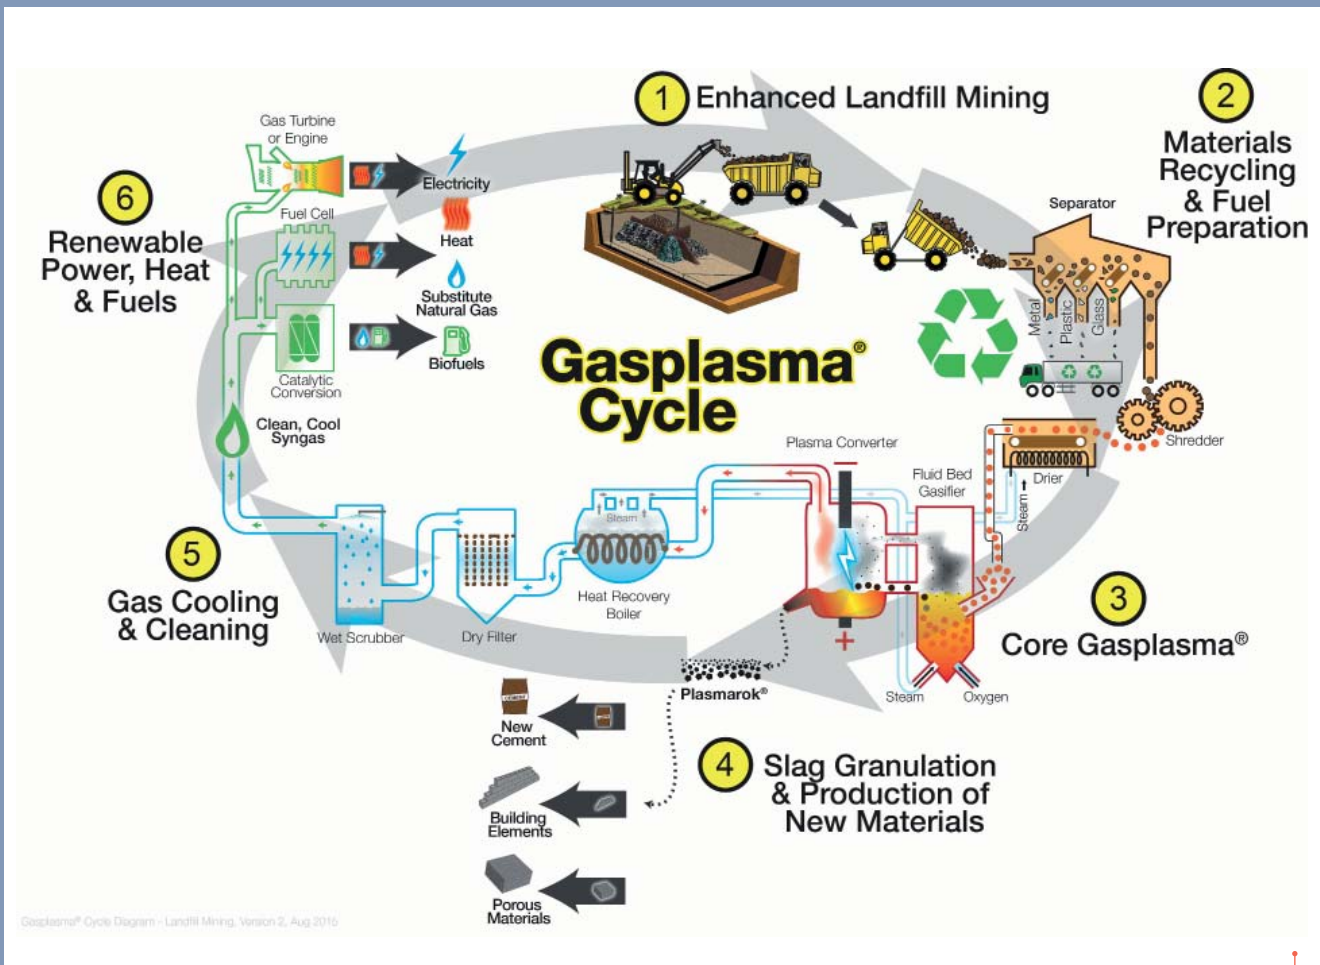 1 Enhanced Landfill Mining
2
Materials
Recycling
& Fuel
Preparation
Separator
Metal
Plastic
Glass
Shredder
Drier
Steam
Gasplasma®
Cycle
3
Core Gasplasma®
Fluid Bed
Gasifier
Plasma Converter
Steam
Oxygen
Plasmarok®
4
Slag Granulation
& Production of
New Materials
New
Cement
CEMENT
Building
Elements
Porous
Materials
5
Gas Cooling
& Cleaning
Heat Recovery
Boiler
Steam
Dry Filter
Wet Scrubber
Clean, Cool
Syngas
6
Renewable
Power, Heat
& Fuels
Gas Turbine
or Engine
Fuel Cell
Catalytic
Conversion
Electricity
Heat
Substitute
Natural Gas
Biofuels
Gasplasma® Cycle Diagram - Landfill Mining, Version 2, Aug 2015